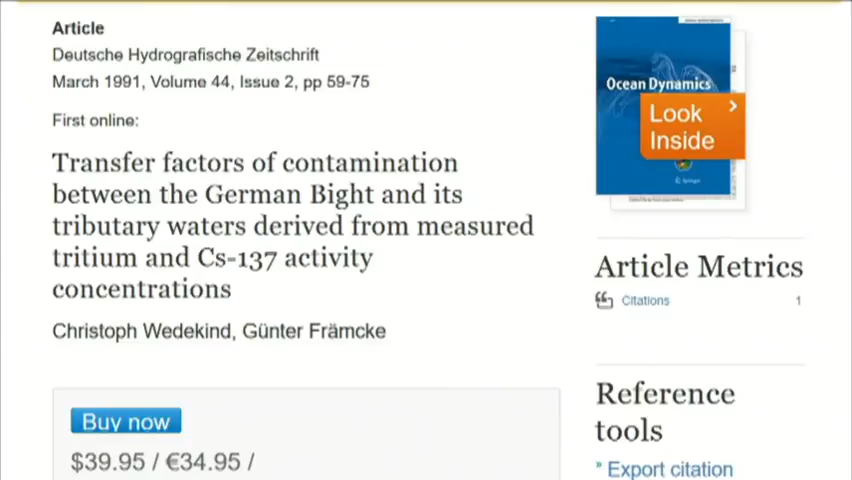 Article
Deutsche Hydrografische Zeitschrift
March 1991, Volume 44, Issue 2, pp 59-75
First online:
Transfer factors of contamination
between the German Bight and its
tributary waters derived from measured
tritium and Cs-137 activity
concentrations
Christoph Wedekind, Günter Främcke
Buy now
$39.95 / €34.95 /
Ocean Dynamics
Look
Inside
Springer
Article Metrics
Citations 1
Reference
tools
» Export citation